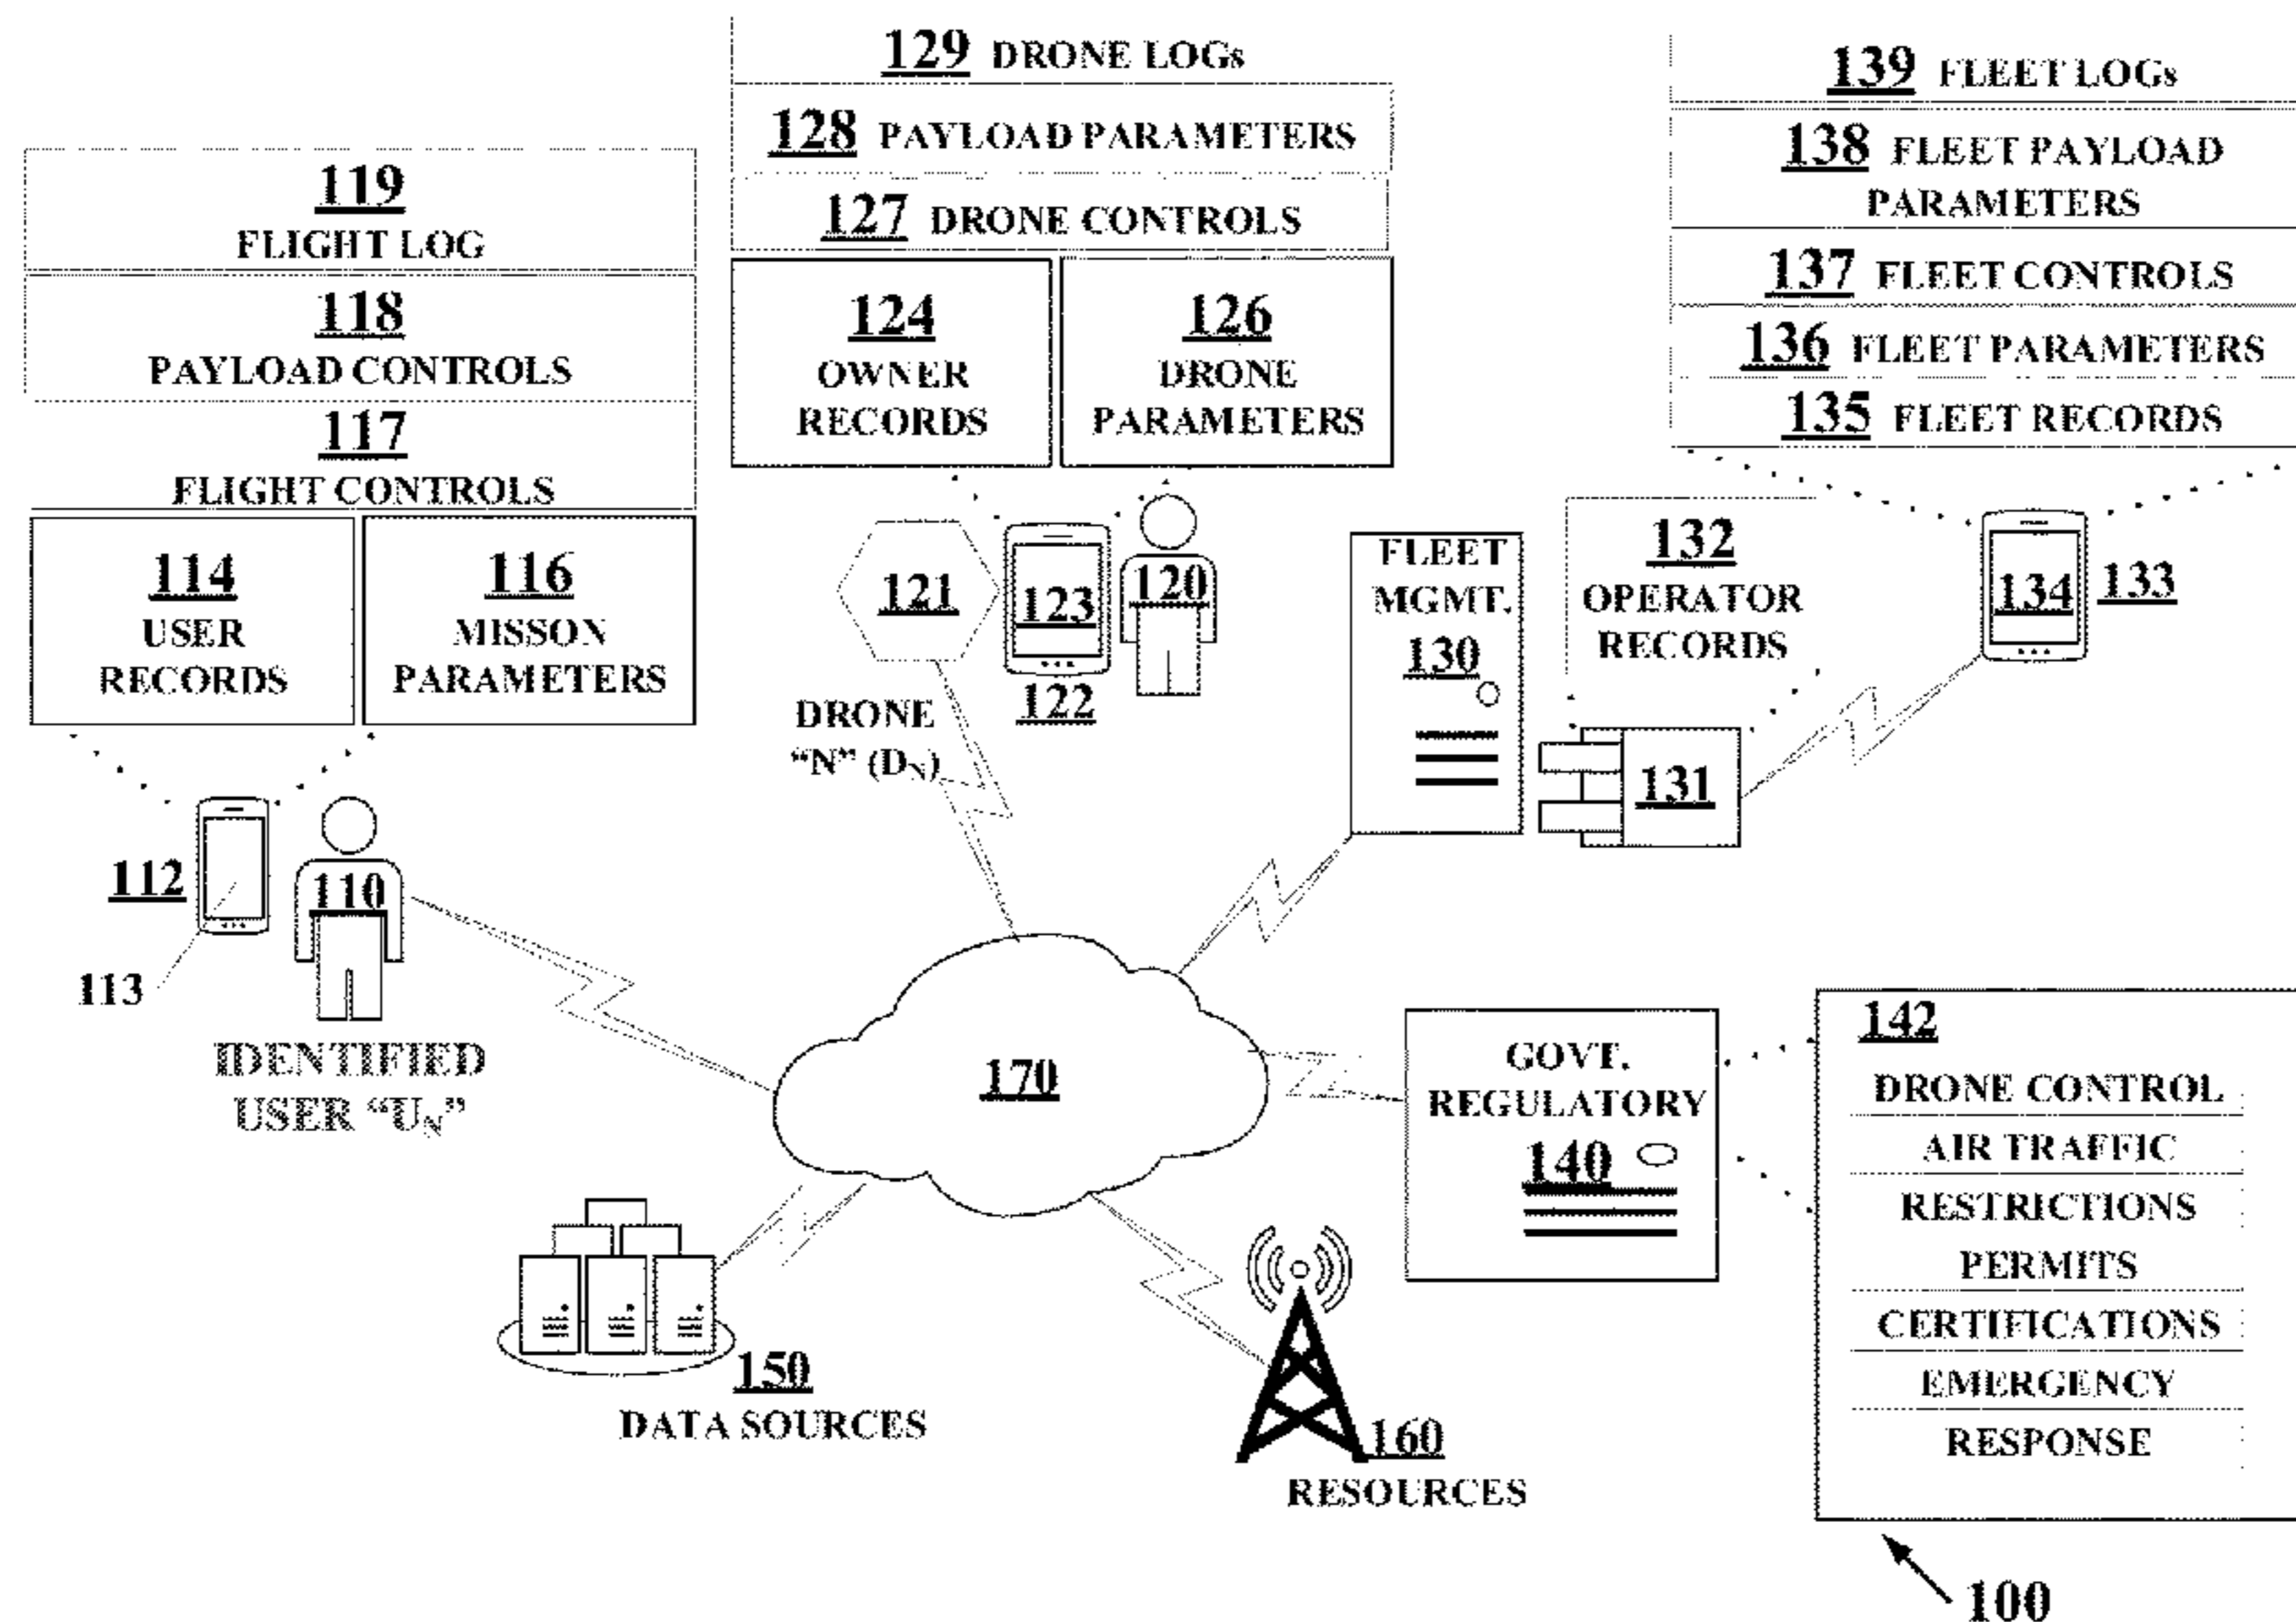 129 DRONE LOGs
128 PAYLOAD PARAMETERS
127 DRONE CONTROLS
124
OWNER
RECORDS
126
DRONE
PARAMETERS
139 FLEET LOGs
138 FLEET PAYLOAD
PARAMETERS
137 FLEET CONTROLS
136 FLEET PARAMETERS
135 FLEET RECORDS
119
FLIGHT LOG
118
PAYLOAD CONTROLS
117
FLIGHT CONTROLS
114
USER
RECORDS
116
MISSON
PARAMETERS
121
123
120
122
DRONE
“N” (DN)
FLEET
MGMT.
130
132
OPERATOR
RECORDS
131
134
133
112
110
113
IDENTIFIED
USER “UN”
170
GOVT.
REGULATORY
140
142
DRONE CONTROL
AIR TRAFFIC
RESTRICTIONS
PERMITS
CERTIFICATIONS
EMERGENCY
RESPONSE
150
DATA SOURCES
160
RESOURCES
100